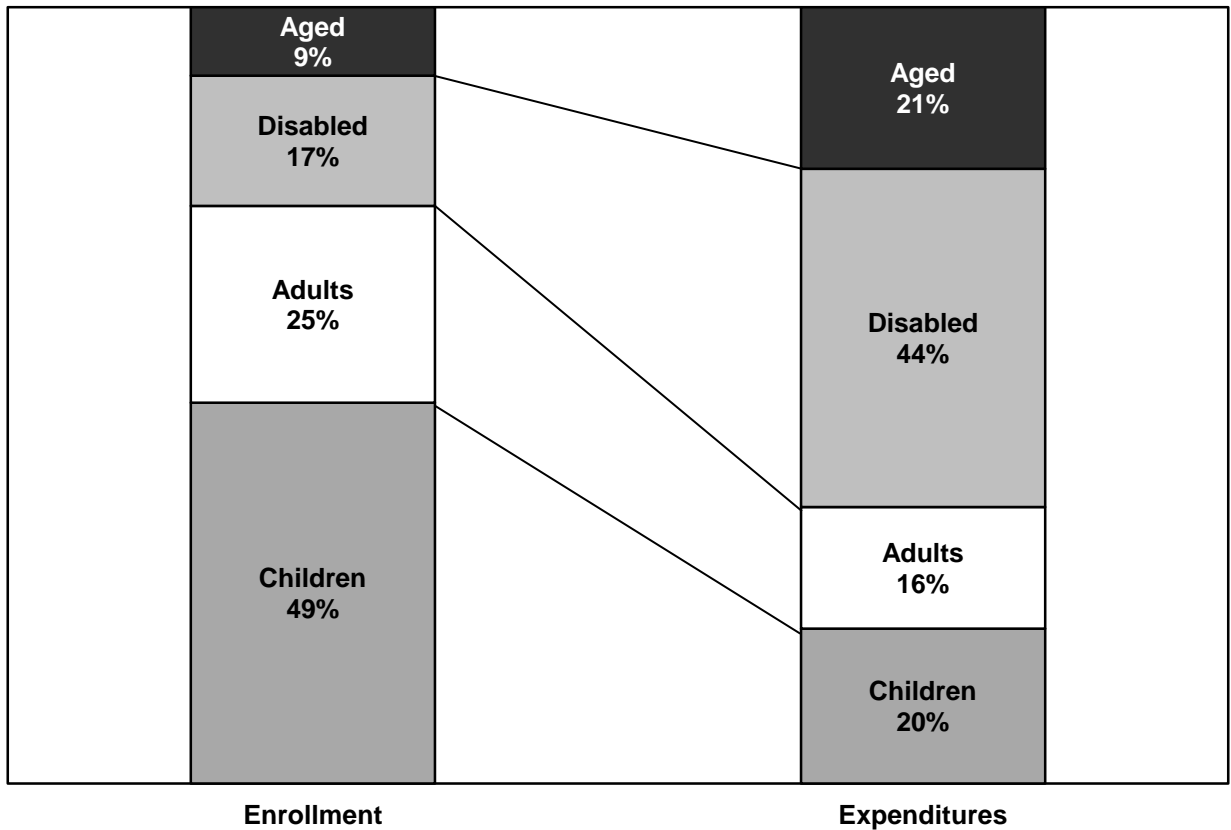 Aged
9%
Disabled
17%
Adults
25%
Children
49%
Enrollment
Aged
21%
Disabled
44%
Adults
16%
Children
20%
Expenditures